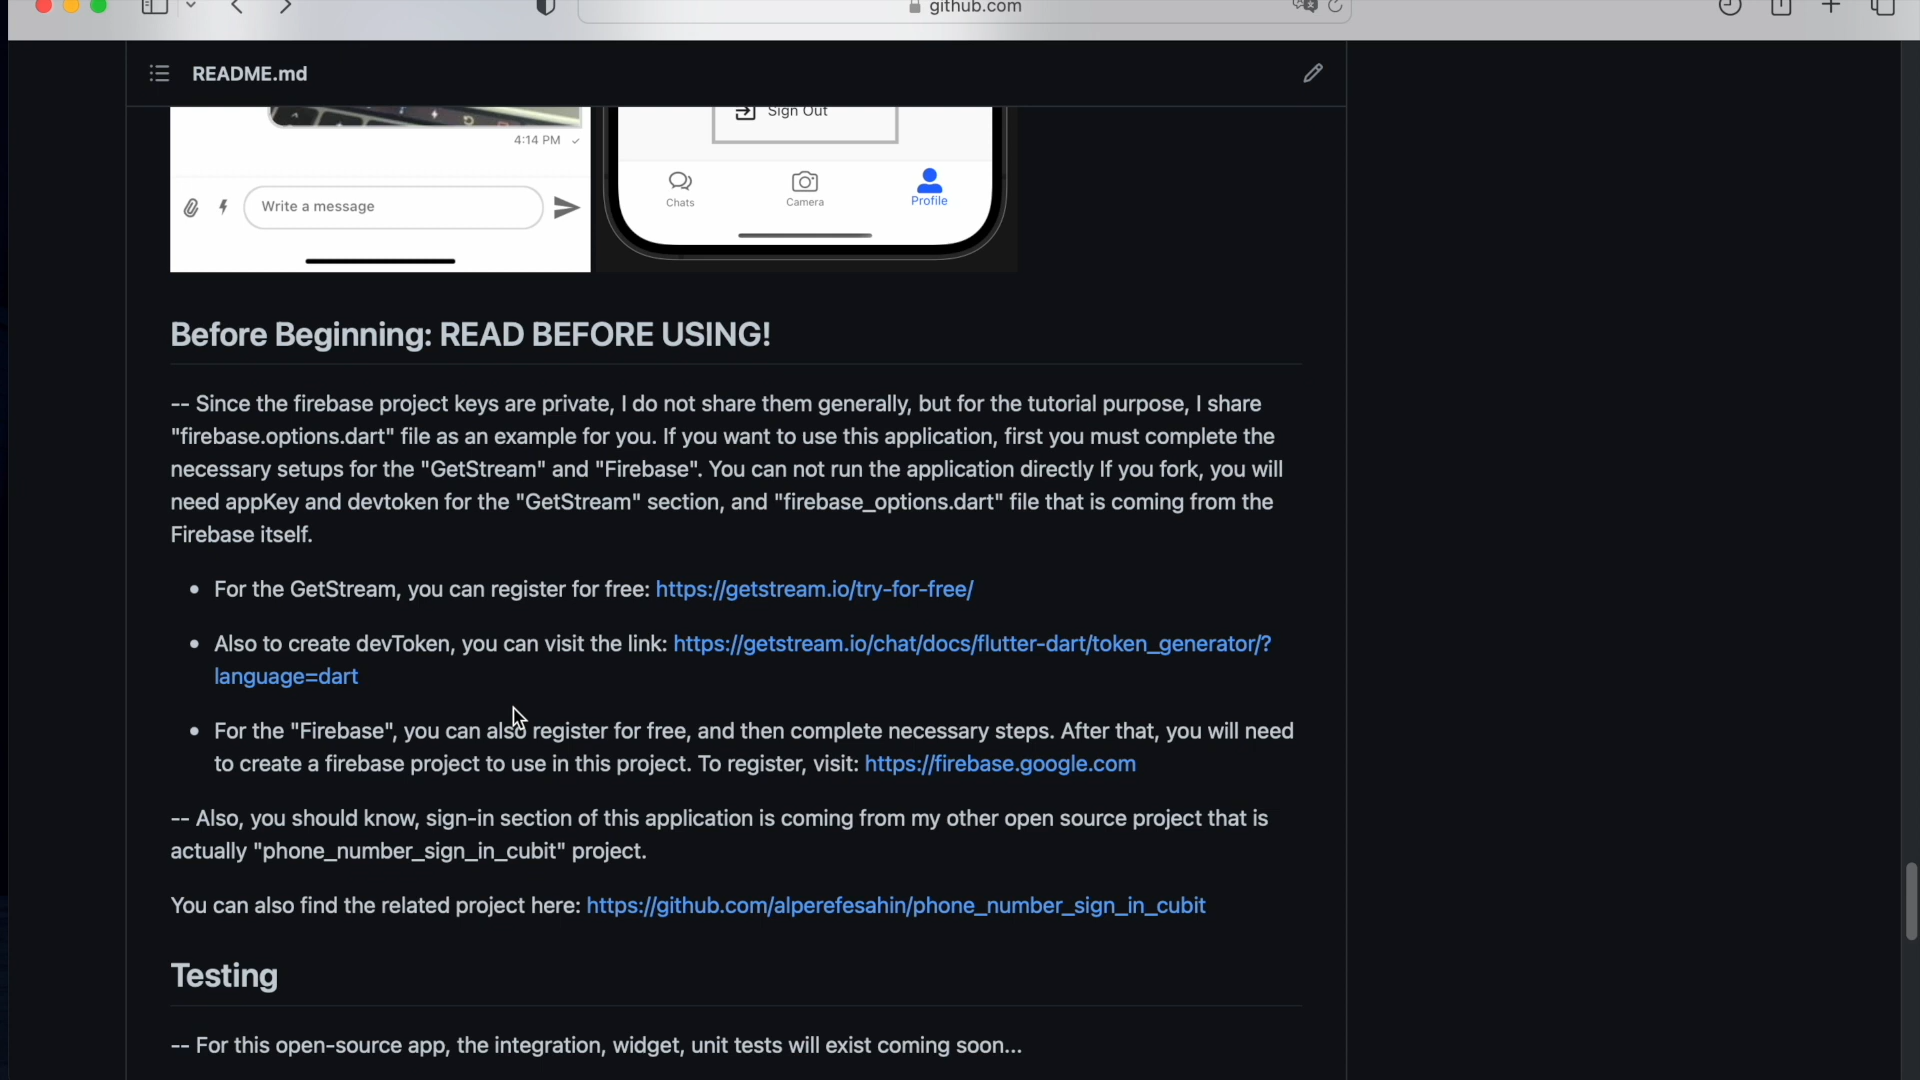 github.com
README.md
Sign Out
4:14 PM
Write a message
Chats
Camera
Profile
Before Beginning: READ BEFORE USING!
-- Since the firebase project keys are private, I do not share them generally, but for the tutorial purpose, I share
"firebase.options.dart" file as an example for you. If you want to use this application, first you must complete the
necessary setups for the "GetStream" and "Firebase". You can not run the application directly If you fork, you will
need appKey and devtoken for the "GetStream" section, and "firebase_options.dart" file that is coming from the
Firebase itself.
• For the GetStream, you can register for free: https://getstream.io/try-for-free/
• Also to create devToken, you can visit the link: https://getstream.io/chat/docs/flutter-dart/token_generator/?
language=dart
• For the "Firebase", you can also register for free, and then complete necessary steps. After that, you will need
to create a firebase project to use in this project. To register, visit: https://firebase.google.com
-- Also, you should know, sign-in section of this application is coming from my other open source project that is
actually "phone_number_sign_in_cubit" project.
You can also find the related project here: https://github.com/alperefesahin/phone_number_sign_in_cubit
Testing
-- For this open-source app, the integration, widget, unit tests will exist coming soon...